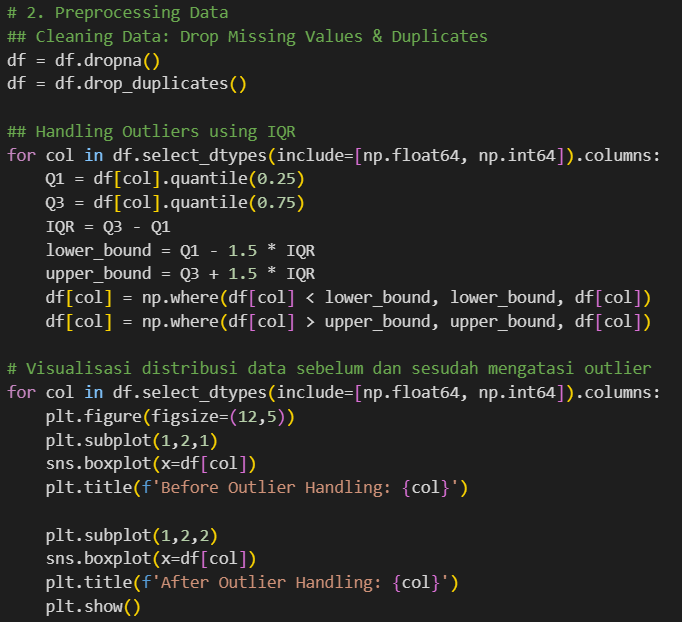 # 2. Preprocessing Data
## Cleaning Data: Drop Missing Values & Duplicates
df = df.dropna()
df = df.drop_duplicates()

## Handling Outliers using IQR
for col in df.select_dtypes(include=[np.float64, np.int64]).columns:
    Q1 = df[col].quantile(0.25)
    Q3 = df[col].quantile(0.75)
    IQR = Q3 - Q1
    lower_bound = Q1 - 1.5 * IQR
    upper_bound = Q3 + 1.5 * IQR
    df[col] = np.where(df[col] < lower_bound, lower_bound, df[col])
    df[col] = np.where(df[col] > upper_bound, upper_bound, df[col])

# Visualisasi distribusi data sebelum dan sesudah mengatasi outlier
for col in df.select_dtypes(include=[np.float64, np.int64]).columns:
    plt.figure(figsize=(12,5))
    plt.subplot(1,2,1)
    sns.boxplot(x=df[col])
    plt.title(f'Before Outlier Handling: {col}')

    plt.subplot(1,2,2)
    sns.boxplot(x=df[col])
    plt.title(f'After Outlier Handling: {col}')
    plt.show()